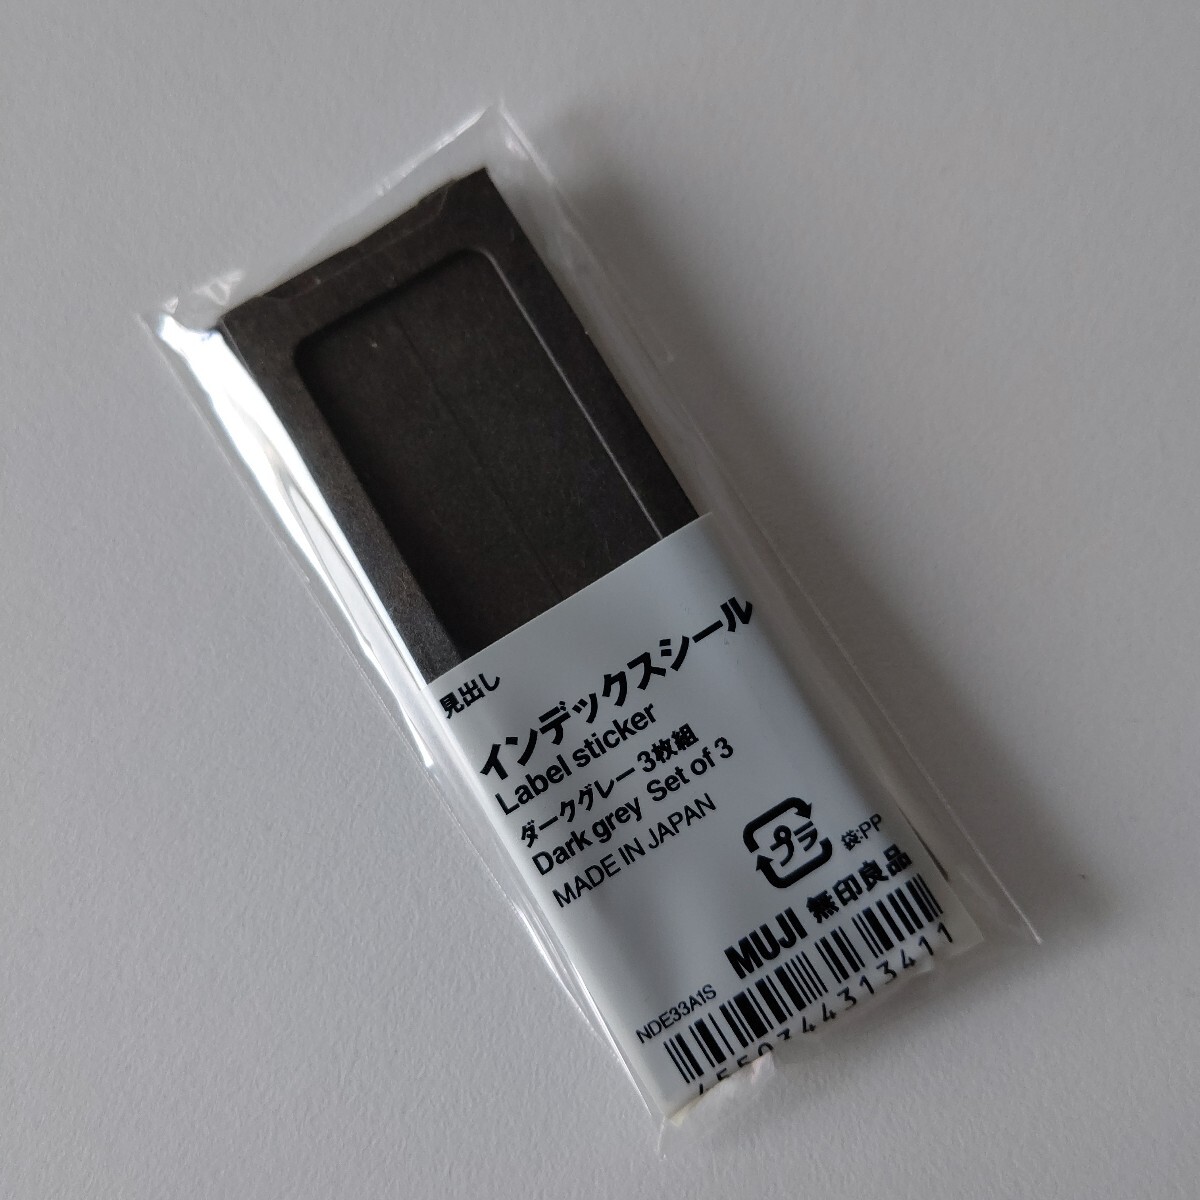 見出し
インデックスシール
Label sticker
ダークグレー 3枚組
Dark grey Set of 3
MADE IN JAPAN
プラ
袋:PP
MUJI 無印良品
NDE33A1S
4550344313411